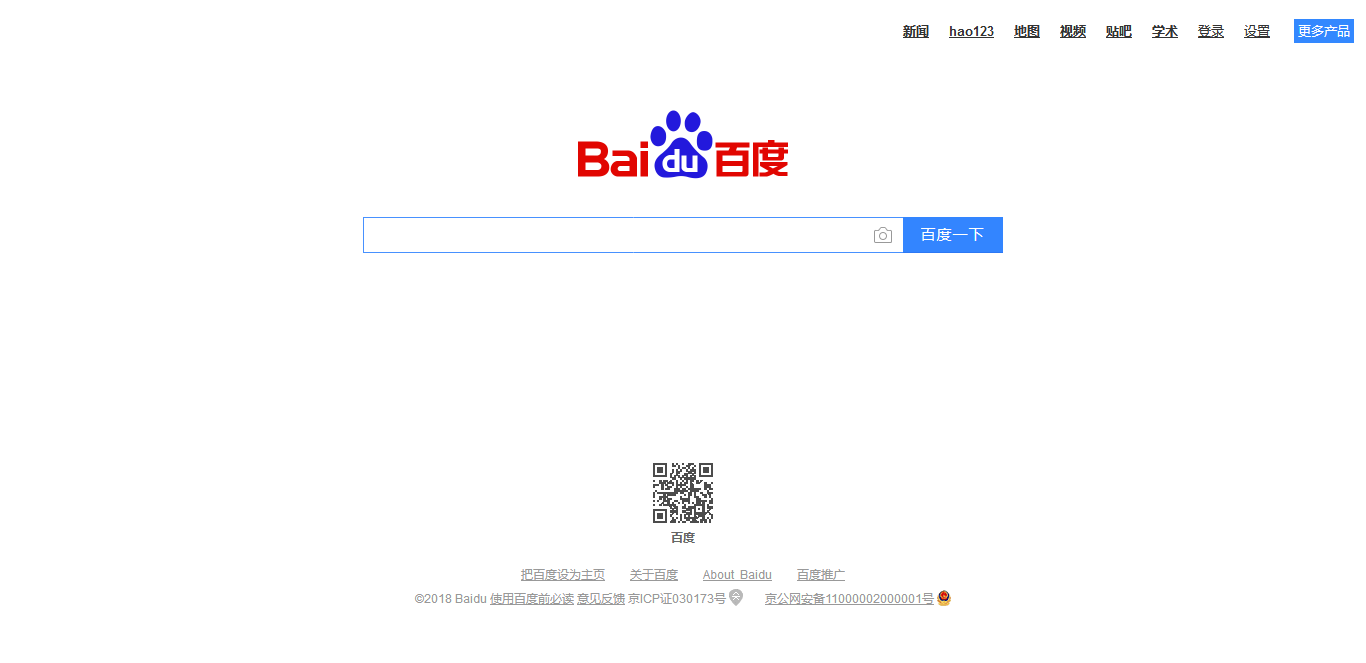 新闻 hao123 地图 视频 贴吧 学术 登录 设置 更多产品
Bai du 百度
百度一下
百度
把百度设为主页 关于百度 About Baidu 百度推广
©2018 Baidu 使用百度前必读 意见反馈 京ICP证030173号 京公网安备11000002000001号